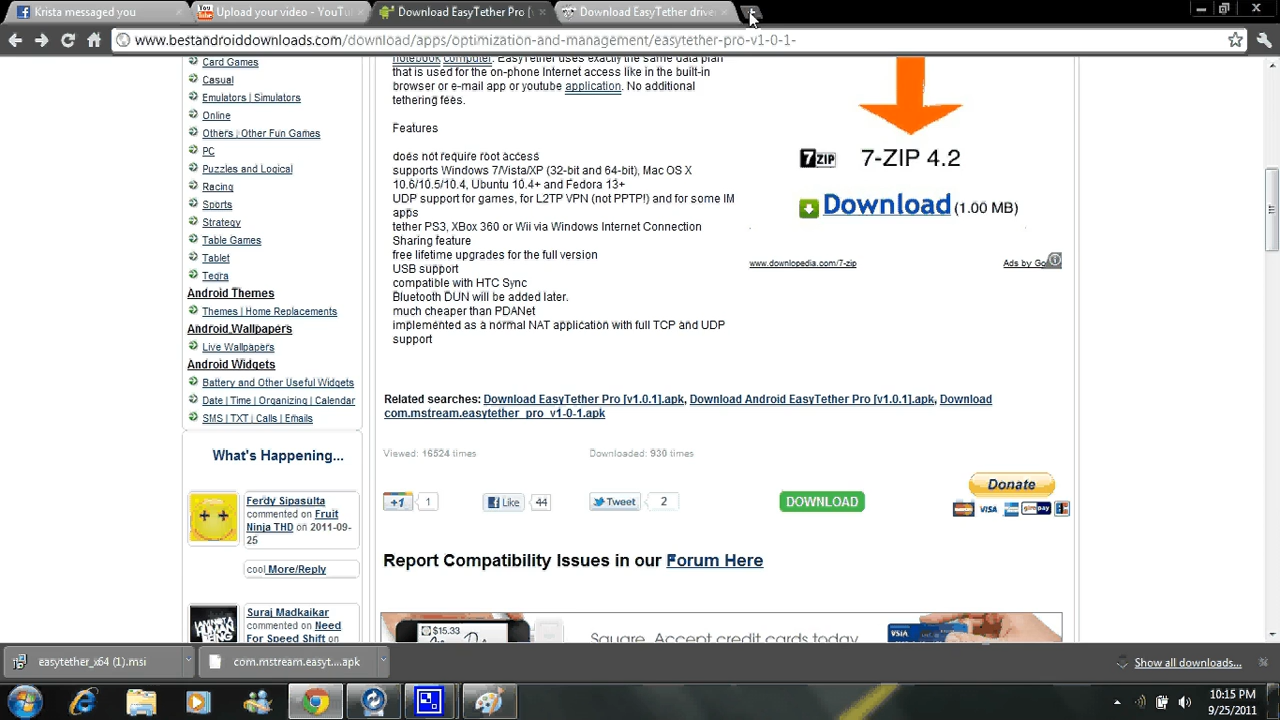 Krista messaged you
Upload your video - YouTu
Download EasyTether Pro [
Download EasyTether drive
www.bestandroiddownloads.com/download/apps/optimization-and-management/easytether-pro-v1-0-1-
Card Games
Casual
Emulators | Simulators
Online
Others | Other Fun Games
PC
Puzzles and Logical
Racing
Sports
Strategy
Table Games
Tablet
Tegra
Android Themes
Themes | Home Replacements
Android Wallpapers
Live Wallpapers
Android Widgets
Battery and Other Useful Widgets
Date | Time | Organizing | Calendar
SMS | TXT | Calls | Emails
What's Happening...
Ferdy Sipasulta
commented on Fruit
Ninja THD on 2011-09-
25
cool More/Reply
Suraj Madkaikar
commented on Need
For Speed Shift on
notebook computer. EasyTether uses exactly the same data plan
that is used for the on-phone Internet access like in the built-in
browser or e-mail app or youtube application. No additional
tethering fees.
Features
does not require root access
supports Windows 7/Vista/XP (32-bit and 64-bit), Mac OS X
10.6/10.5/10.4, Ubuntu 10.4+ and Fedora 13+
UDP support for games, for L2TP VPN (not PPTP!) and for some IM
apps
tether PS3, XBox 360 or Wii via Windows Internet Connection
Sharing feature
free lifetime upgrades for the full version
USB support
compatible with HTC Sync
Bluetooth DUN will be added later.
much cheaper than PDANet
implemented as a normal NAT application with full TCP and UDP
support
7 ZIP 7-ZIP 4.2
Download (1.00 MB)
www.downlopedia.com/7-zip
Ads by Go
Related searches: Download EasyTether Pro [v1.0.1].apk, Download Android EasyTether Pro [v1.0.1].apk, Download
com.mstream.easytether_pro_v1-0-1.apk
Viewed: 16524 times
Downloaded: 930 times
+1 1
Like 44
Tweet 2
DOWNLOAD
Donate
VISA
Report Compatibility Issues in our Forum Here
$15.33
Square. Accept credit cards today
VISA
easytether_x64 (1).msi
com.mstream.easyt....apk
Show all downloads...
10:15 PM
9/25/2011